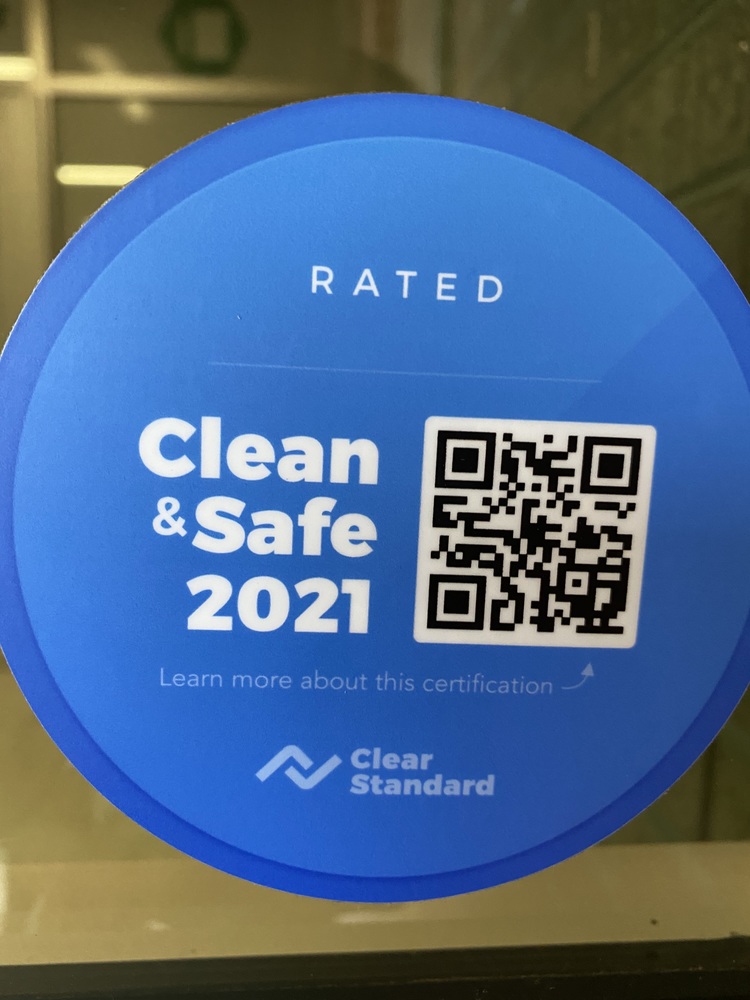 RATED
Clean
&Safe
2021
Learn more about this certification
Clear
Standard